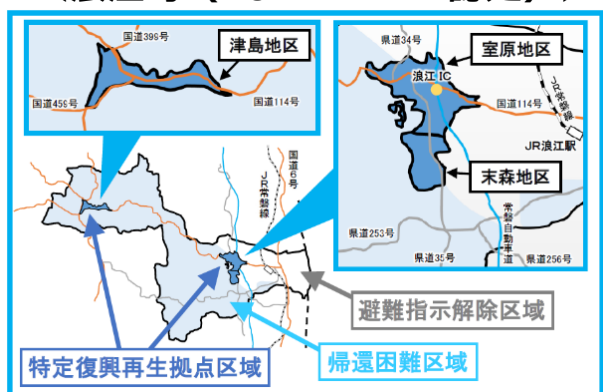 国道399号
津島地区
国道459号
国道114号
県道34号
室原地区
浪江IC
国道114号
JR常磐線
JR浪江駅
末森地区
県道253号
県道35号
常磐自動車道
県道256号
国道6号
JR常磐線
避難指示解除区域
特定復興再生拠点区域
帰還困難区域